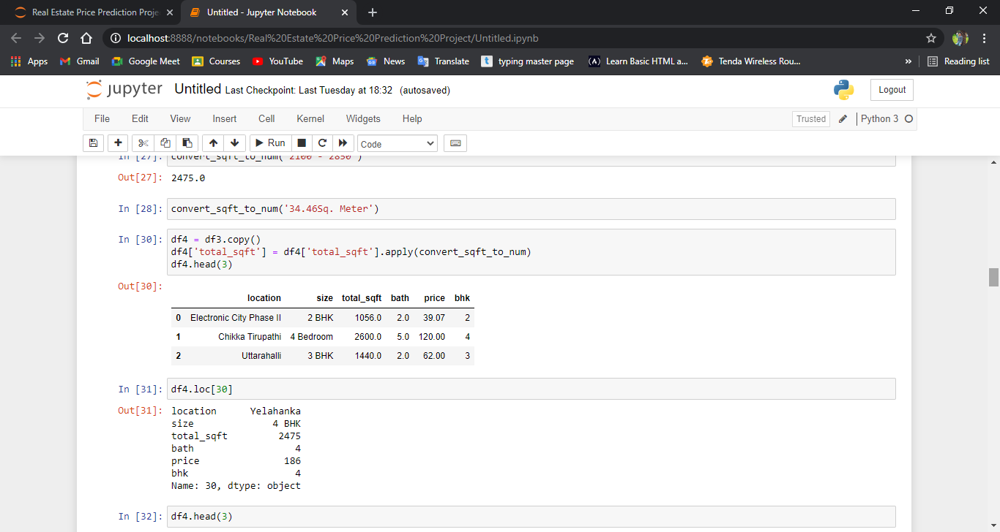 Real Estate Price Prediction Proje
Untitled - Jupyter Notebook
localhost:8888/notebooks/Real%20Estate%20Price%20Prediction%20Project/Untitled.ipynb
Apps Gmail Google Meet Courses YouTube Maps News Translate typing master page Learn Basic HTML a... Tenda Wireless Rou... » Reading list
jupyter Untitled Last Checkpoint: Last Tuesday at 18:32 (autosaved) Logout
File Edit View Insert Cell Kernel Widgets Help Trusted Python 3
Run Code
In [27]: convert_sqft_to_num('2100 - 2850')
Out[27]: 2475.0
In [28]: convert_sqft_to_num('34.46Sq. Meter')
In [30]: df4 = df3.copy()
df4['total_sqft'] = df4['total_sqft'].apply(convert_sqft_to_num)
df4.head(3)
Out[30]:
location size total_sqft bath price bhk
0 Electronic City Phase II 2 BHK 1056.0 2.0 39.07 2
1 Chikka Tirupathi 4 Bedroom 2600.0 5.0 120.00 4
2 Uttarahalli 3 BHK 1440.0 2.0 62.00 3
In [31]: df4.loc[30]
Out[31]: location Yelahanka
size 4 BHK
total_sqft 2475
bath 4
price 186
bhk 4
Name: 30, dtype: object
In [32]: df4.head(3)